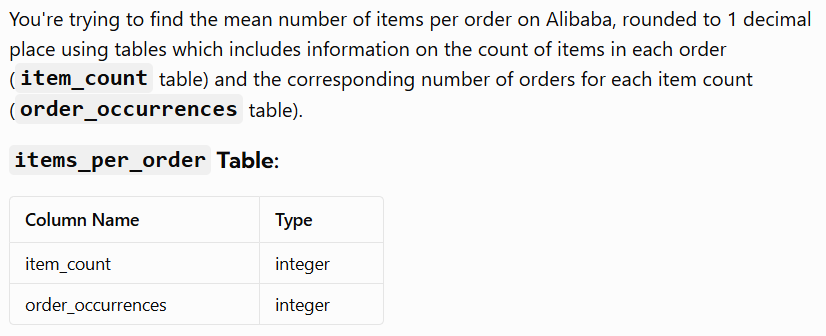 You're trying to find the mean number of items per order on Alibaba, rounded to 1 decimal
place using tables which includes information on the count of items in each order
( item_count table) and the corresponding number of orders for each item count
( order_occurrences table).
items_per_order Table:
Column Name Type
item_count integer
order_occurrences integer